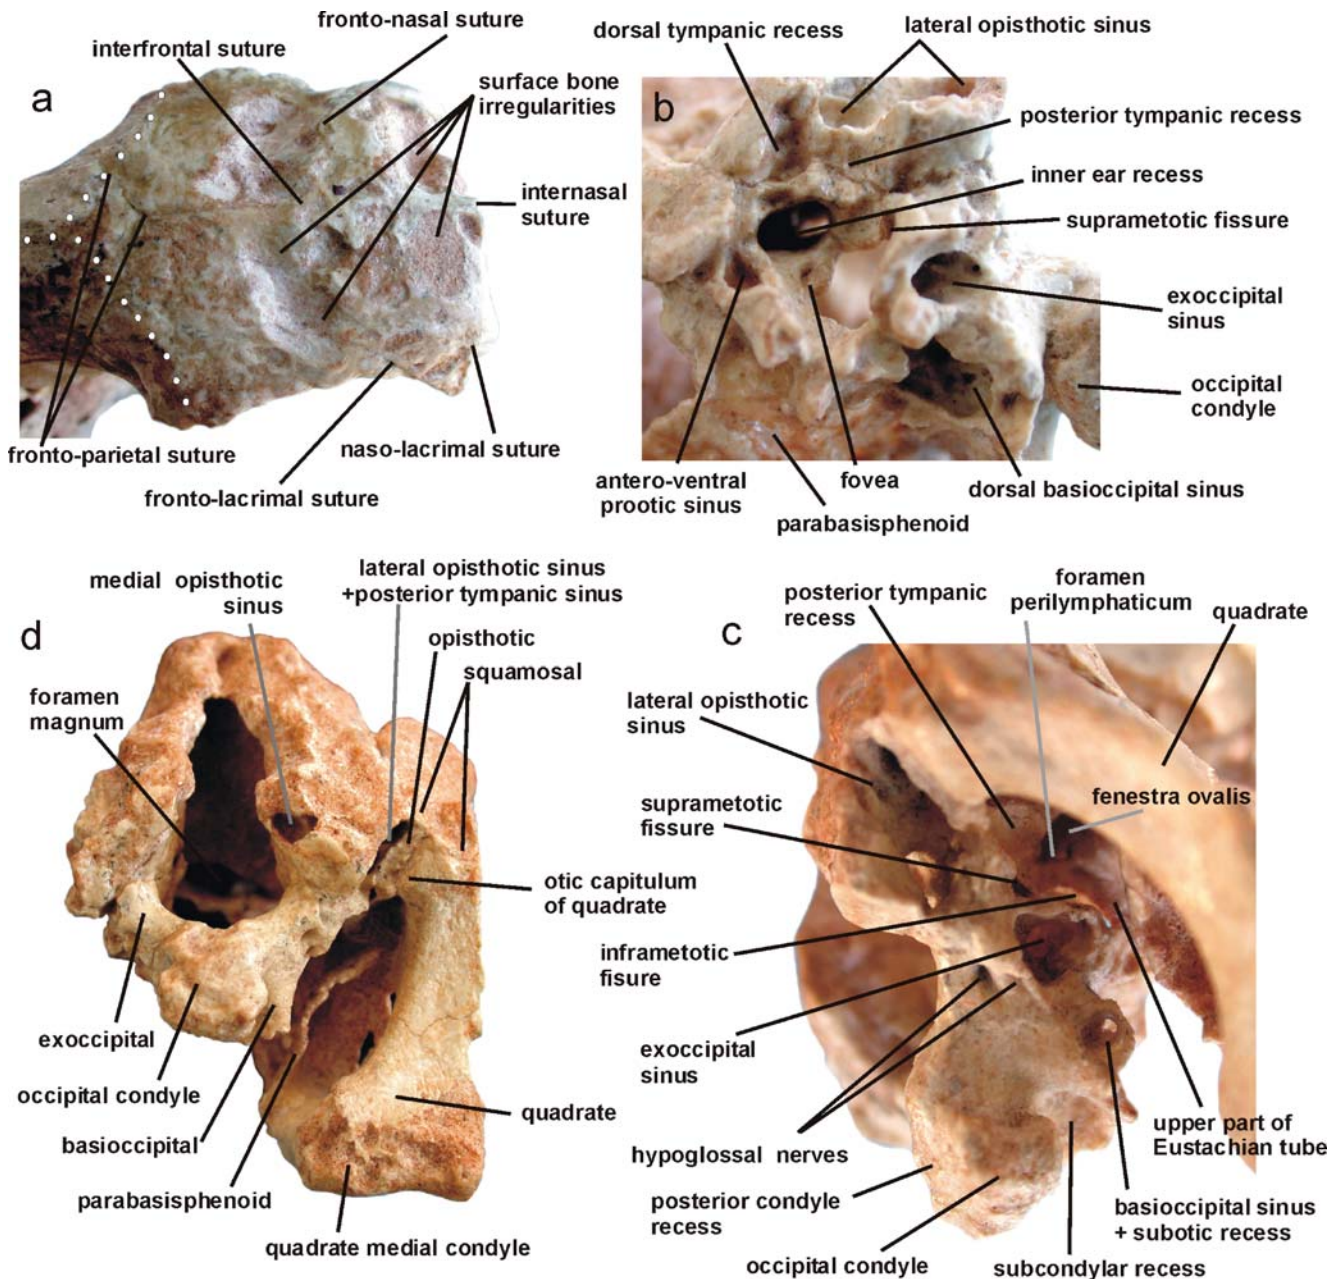 a
fronto-nasal suture
interfrontal suture
surface bone
irregularities
internasal
suture
fronto-parietal suture
naso-lacrimal suture
fronto-lacrimal suture
b
dorsal tympanic recess
lateral opisthotic sinus
posterior tympanic recess
inner ear recess
suprametotic fissure
exoccipital
sinus
occipital
condyle
antero-ventral
prootic sinus
fovea
dorsal basioccipital sinus
parabasisphenoid
d
medial opisthotic
sinus
lateral opisthotic sinus
+posterior tympanic sinus
opisthotic
squamosal
foramen
magnum
otic capitulum
of quadrate
exoccipital
occipital condyle
basioccipital
parabasisphenoid
quadrate
quadrate medial condyle
c
posterior tympanic
recess
foramen
perilymphaticum
quadrate
lateral opisthotic
sinus
fenestra ovalis
suprametotic
fissure
inframetotic
fisure
exoccipital
sinus
hypoglossal nerves
posterior condyle
recess
occipital condyle
upper part of
Eustachian tube
basioccipital sinus
+ subotic recess
subcondylar recess